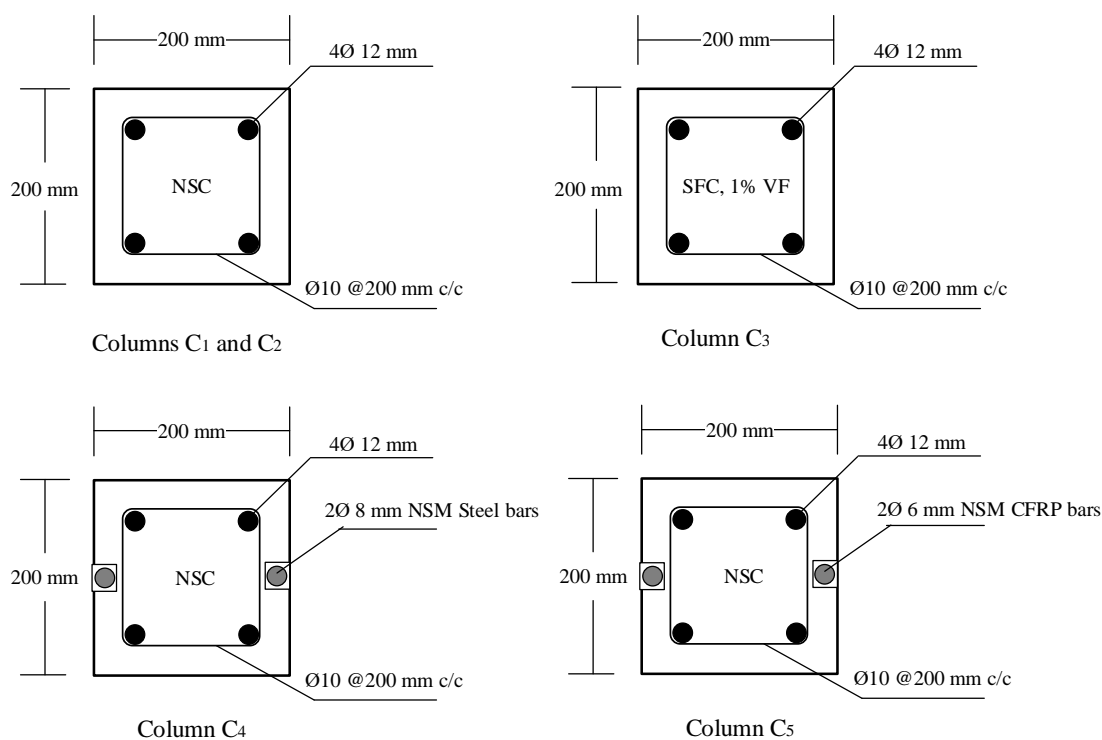 200 mm
4Ø 12 mm
200 mm
NSC
Ø10 @200 mm c/c
Columns C1 and C2
200 mm
4Ø 12 mm
200 mm
SFC, 1% VF
Ø10 @200 mm c/c
Column C3
200 mm
4Ø 12 mm
2Ø 8 mm NSM Steel bars
200 mm
NSC
Ø10 @200 mm c/c
Column C4
200 mm
4Ø 12 mm
2Ø 6 mm NSM CFRP bars
200 mm
NSC
Ø10 @200 mm c/c
Column C5